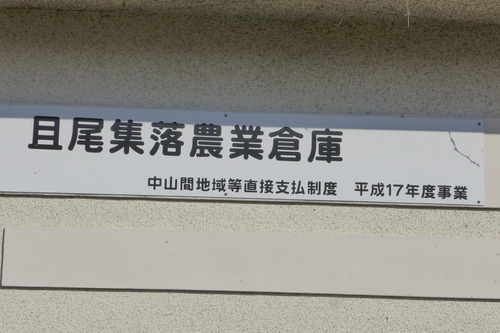 且尾集落農業倉庫
中山間地域等直接支払制度 平成17年度事業